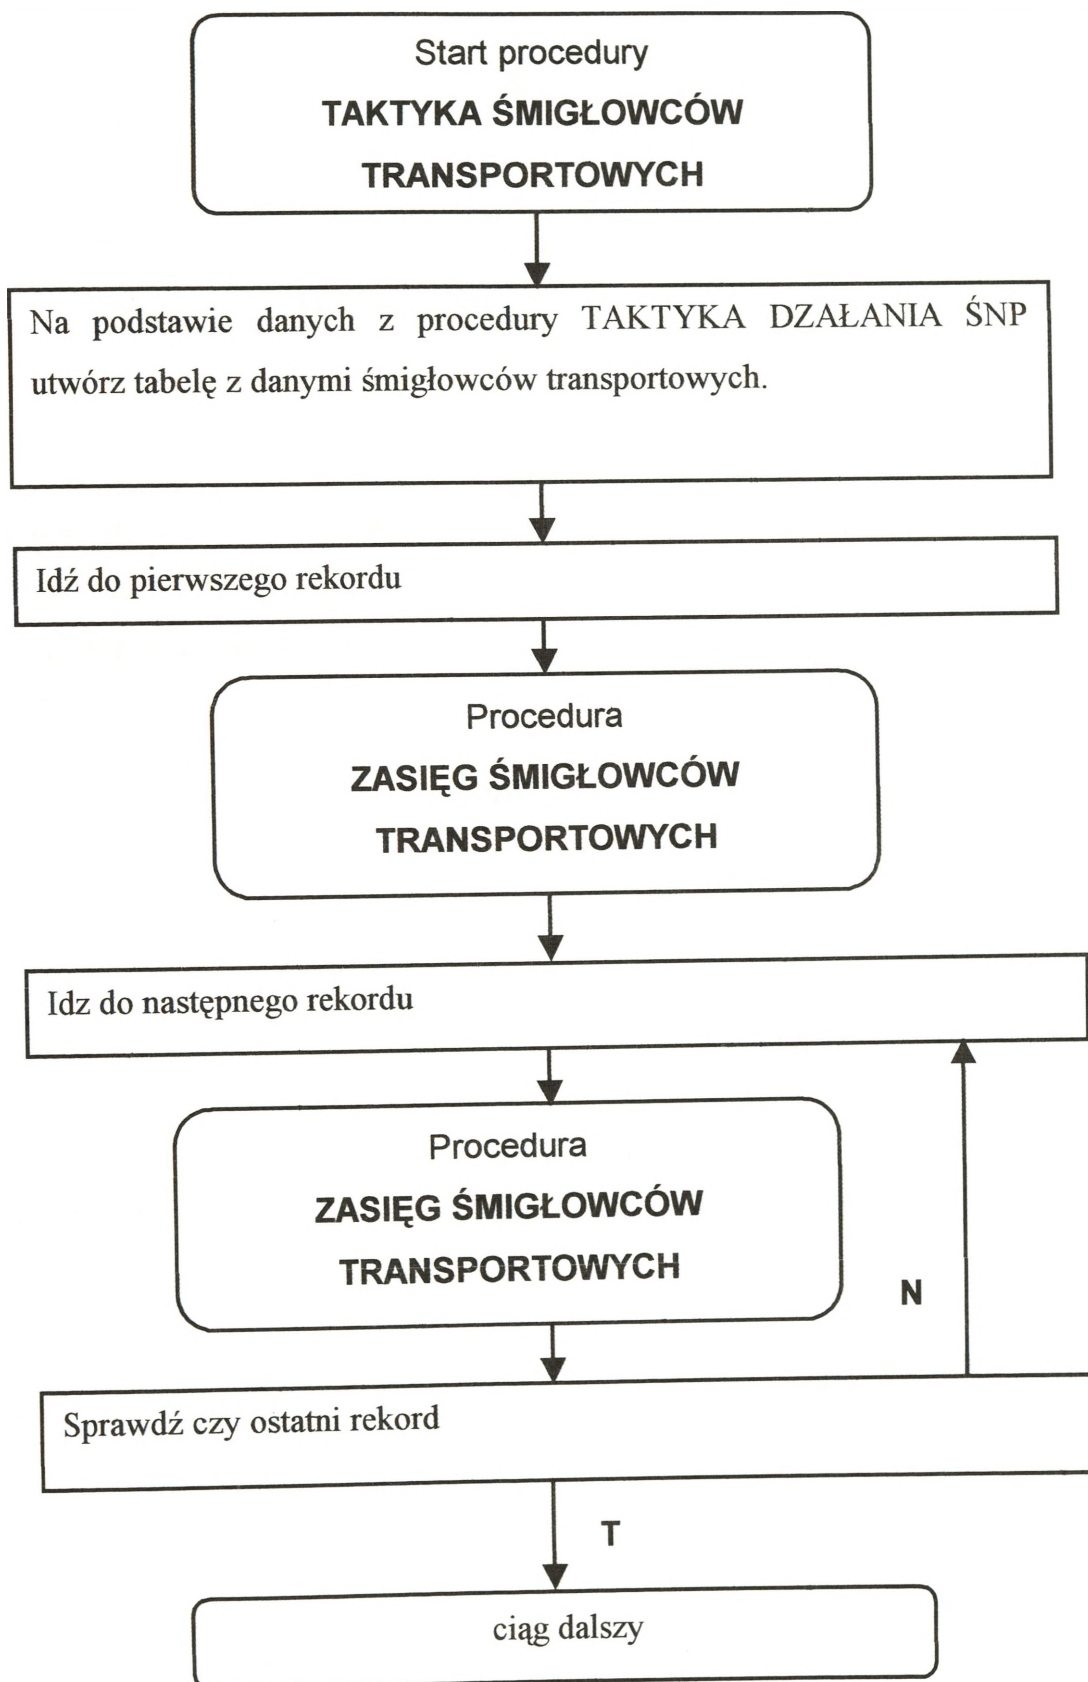 Start procedury
TAKTYKA ŚMIGŁOWCÓW
TRANSPORTOWYCH
Na podstawie danych z procedury TAKTYKA DZAŁANIA ŚNP
utwórz tabelę z danymi śmigłowców transportowych.
Idź do pierwszego rekordu
Procedura
ZASIĘG ŚMIGŁOWCÓW
TRANSPORTOWYCH
Idz do następnego rekordu
Procedura
ZASIĘG ŚMIGŁOWCÓW
TRANSPORTOWYCH
N
Sprawdź czy ostatni rekord
T
ciąg dalszy